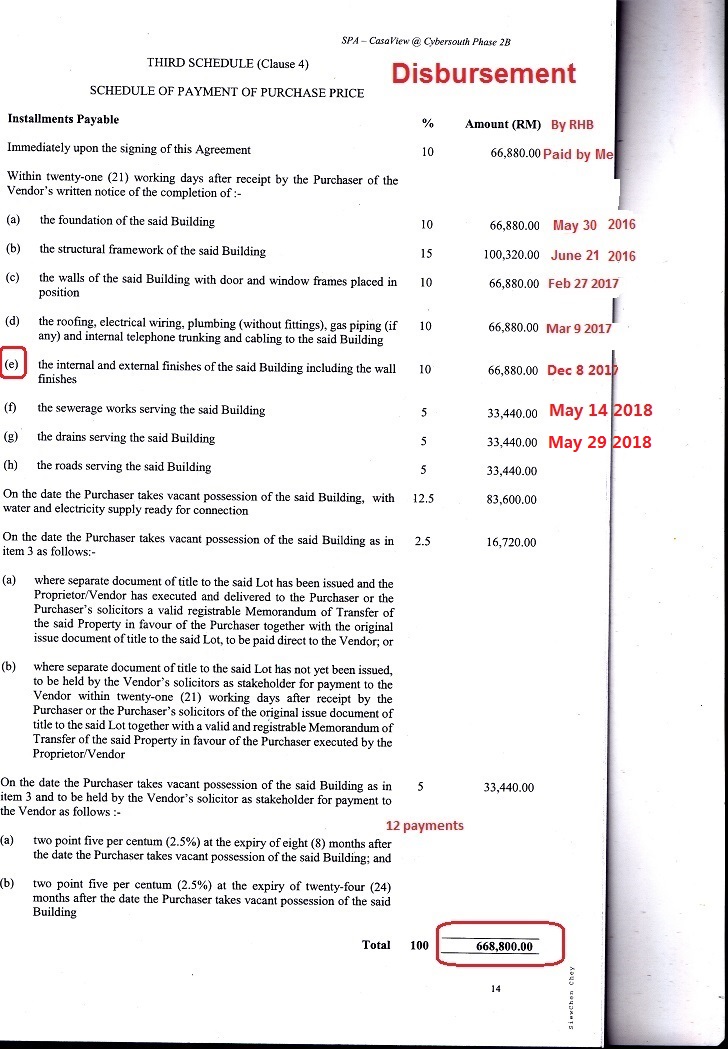 SPA – CasaView @ Cybersouth Phase 2B
THIRD SCHEDULE (Clause 4)
Disbursement
SCHEDULE OF PAYMENT OF PURCHASE PRICE
Installments Payable % Amount (RM) By RHB
Immediately upon the signing of this Agreement 10 66,880.00 Paid by Me
Within twenty-one (21) working days after receipt by the Purchaser of the
Vendor's written notice of the completion of :-
(a) the foundation of the said Building 10 66,880.00 May 30 2016
(b) the structural framework of the said Building 15 100,320.00 June 21 2016
(c) the walls of the said Building with door and window frames placed in 10 66,880.00 Feb 27 2017
position
(d) the roofing, electrical wiring, plumbing (without fittings), gas piping (if 10 66,880.00 Mar 9 2017
any) and internal telephone trunking and cabling to the said Building
(e) the internal and external finishes of the said Building including the wall 10 66,880.00 Dec 8 2017
finishes
(f) the sewerage works serving the said Building 5 33,440.00 May 14 2018
(g) the drains serving the said Building 5 33,440.00 May 29 2018
(h) the roads serving the said Building 5 33,440.00
On the date the Purchaser takes vacant possession of the said Building, with 12.5 83,600.00
water and electricity supply ready for connection
On the date the Purchaser takes vacant possession of the said Building as in 2.5 16,720.00
item 3 as follows:-
(a) where separate document of title to the said Lot has been issued and the
Proprietor/Vendor has executed and delivered to the Purchaser or the
Purchaser's solicitors a valid registrable Memorandum of Transfer of
the said Property in favour of the Purchaser together with the original
issue document of title to the said Lot, to be paid direct to the Vendor; or
(b) where separate document of title to the said Lot has not yet been issued,
to be held by the Vendor's solicitors as stakeholder for payment to the
Vendor within twenty-one (21) working days after receipt by the
Purchaser or the Purchaser's solicitors of the original issue document of
title to the said Lot together with a valid and registrable Memorandum of
Transfer of the said Property in favour of the Purchaser executed by the
Proprietor/Vendor
On the date the Purchaser takes vacant possession of the said Building as in 5 33,440.00
item 3 and to be held by the Vendor's solicitor as stakeholder for payment to
the Vendor as follows :-
12 payments
(a) two point five per centum (2.5%) at the expiry of eight (8) months after
the date the Purchaser takes vacant possession of the said Building; and
(b) two point five per centum (2.5%) at the expiry of twenty-four (24)
months after the date the Purchaser takes vacant possession of the said
Building
Total 100 668,800.00
14
SiewChen Chey